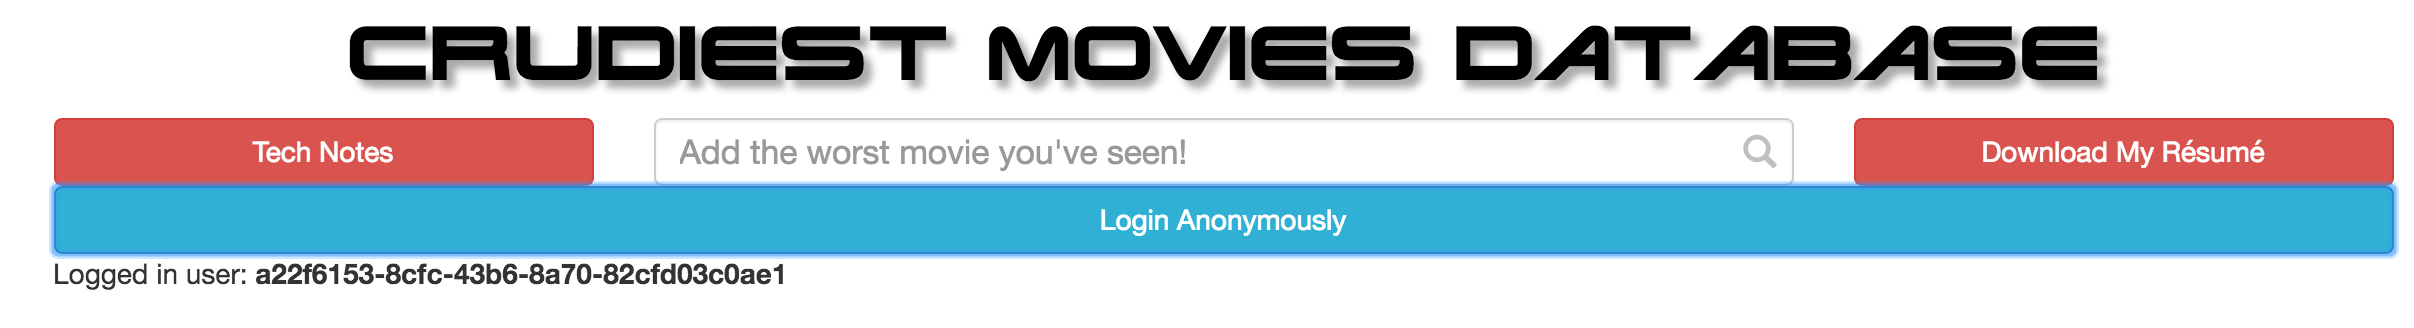 CRUDIEST MOVIES DATABASE
Tech Notes
Add the worst movie you've seen!
Download My Résumé
Login Anonymously
Logged in user: a22f6153-8cfc-43b6-8a70-82cfd03c0ae1